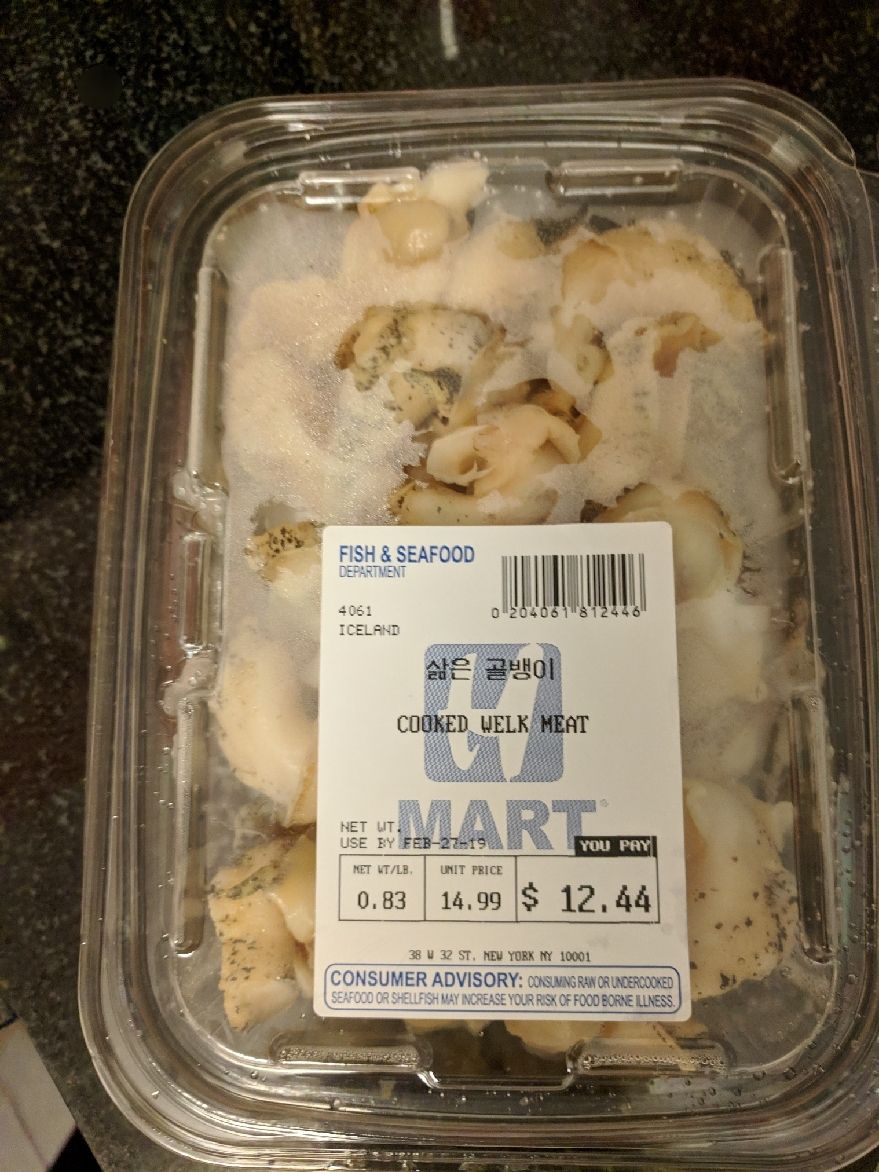 FISH & SEAFOOD
DEPARTMENT
4061
ICELAND
0 204061 812446
삶은 골뱅이
COOKED WELK MEAT
H
MART®
NET WT.
USE BY FEB-27-19
YOU PAY
NET WT/LB. UNIT PRICE
0.83 14.99 $ 12.44
38 W 32 ST. NEW YORK NY 10001
CONSUMER ADVISORY: CONSUMING RAW OR UNDERCOOKED
SEAFOOD OR SHELLFISH MAY INCREASE YOUR RISK OF FOOD BORNE ILLNESS.